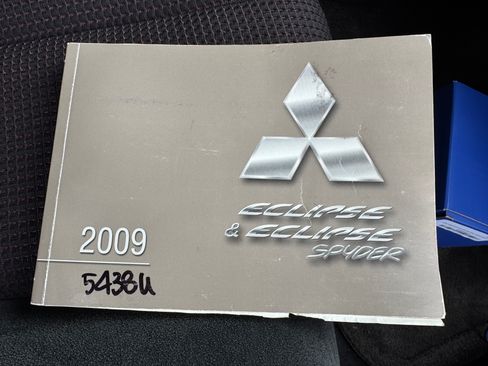 ECLIPSE
& ECLIPSE
SPYDER
2009
5438U